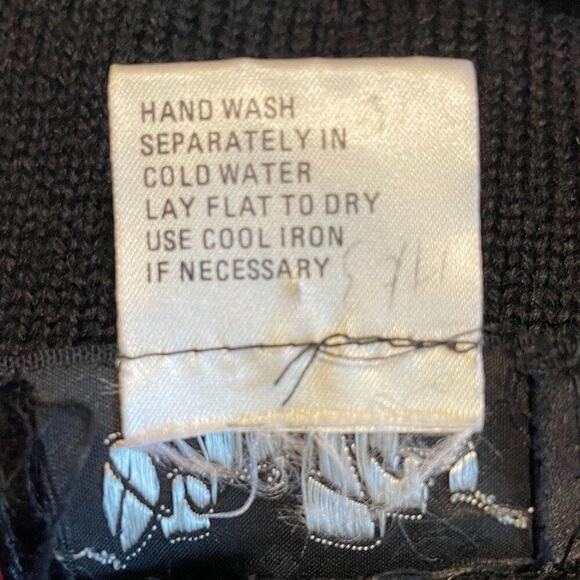 HAND WASH
SEPARATELY IN
COLD WATER
LAY FLAT TO DRY
USE COOL IRON
IF NECESSARY